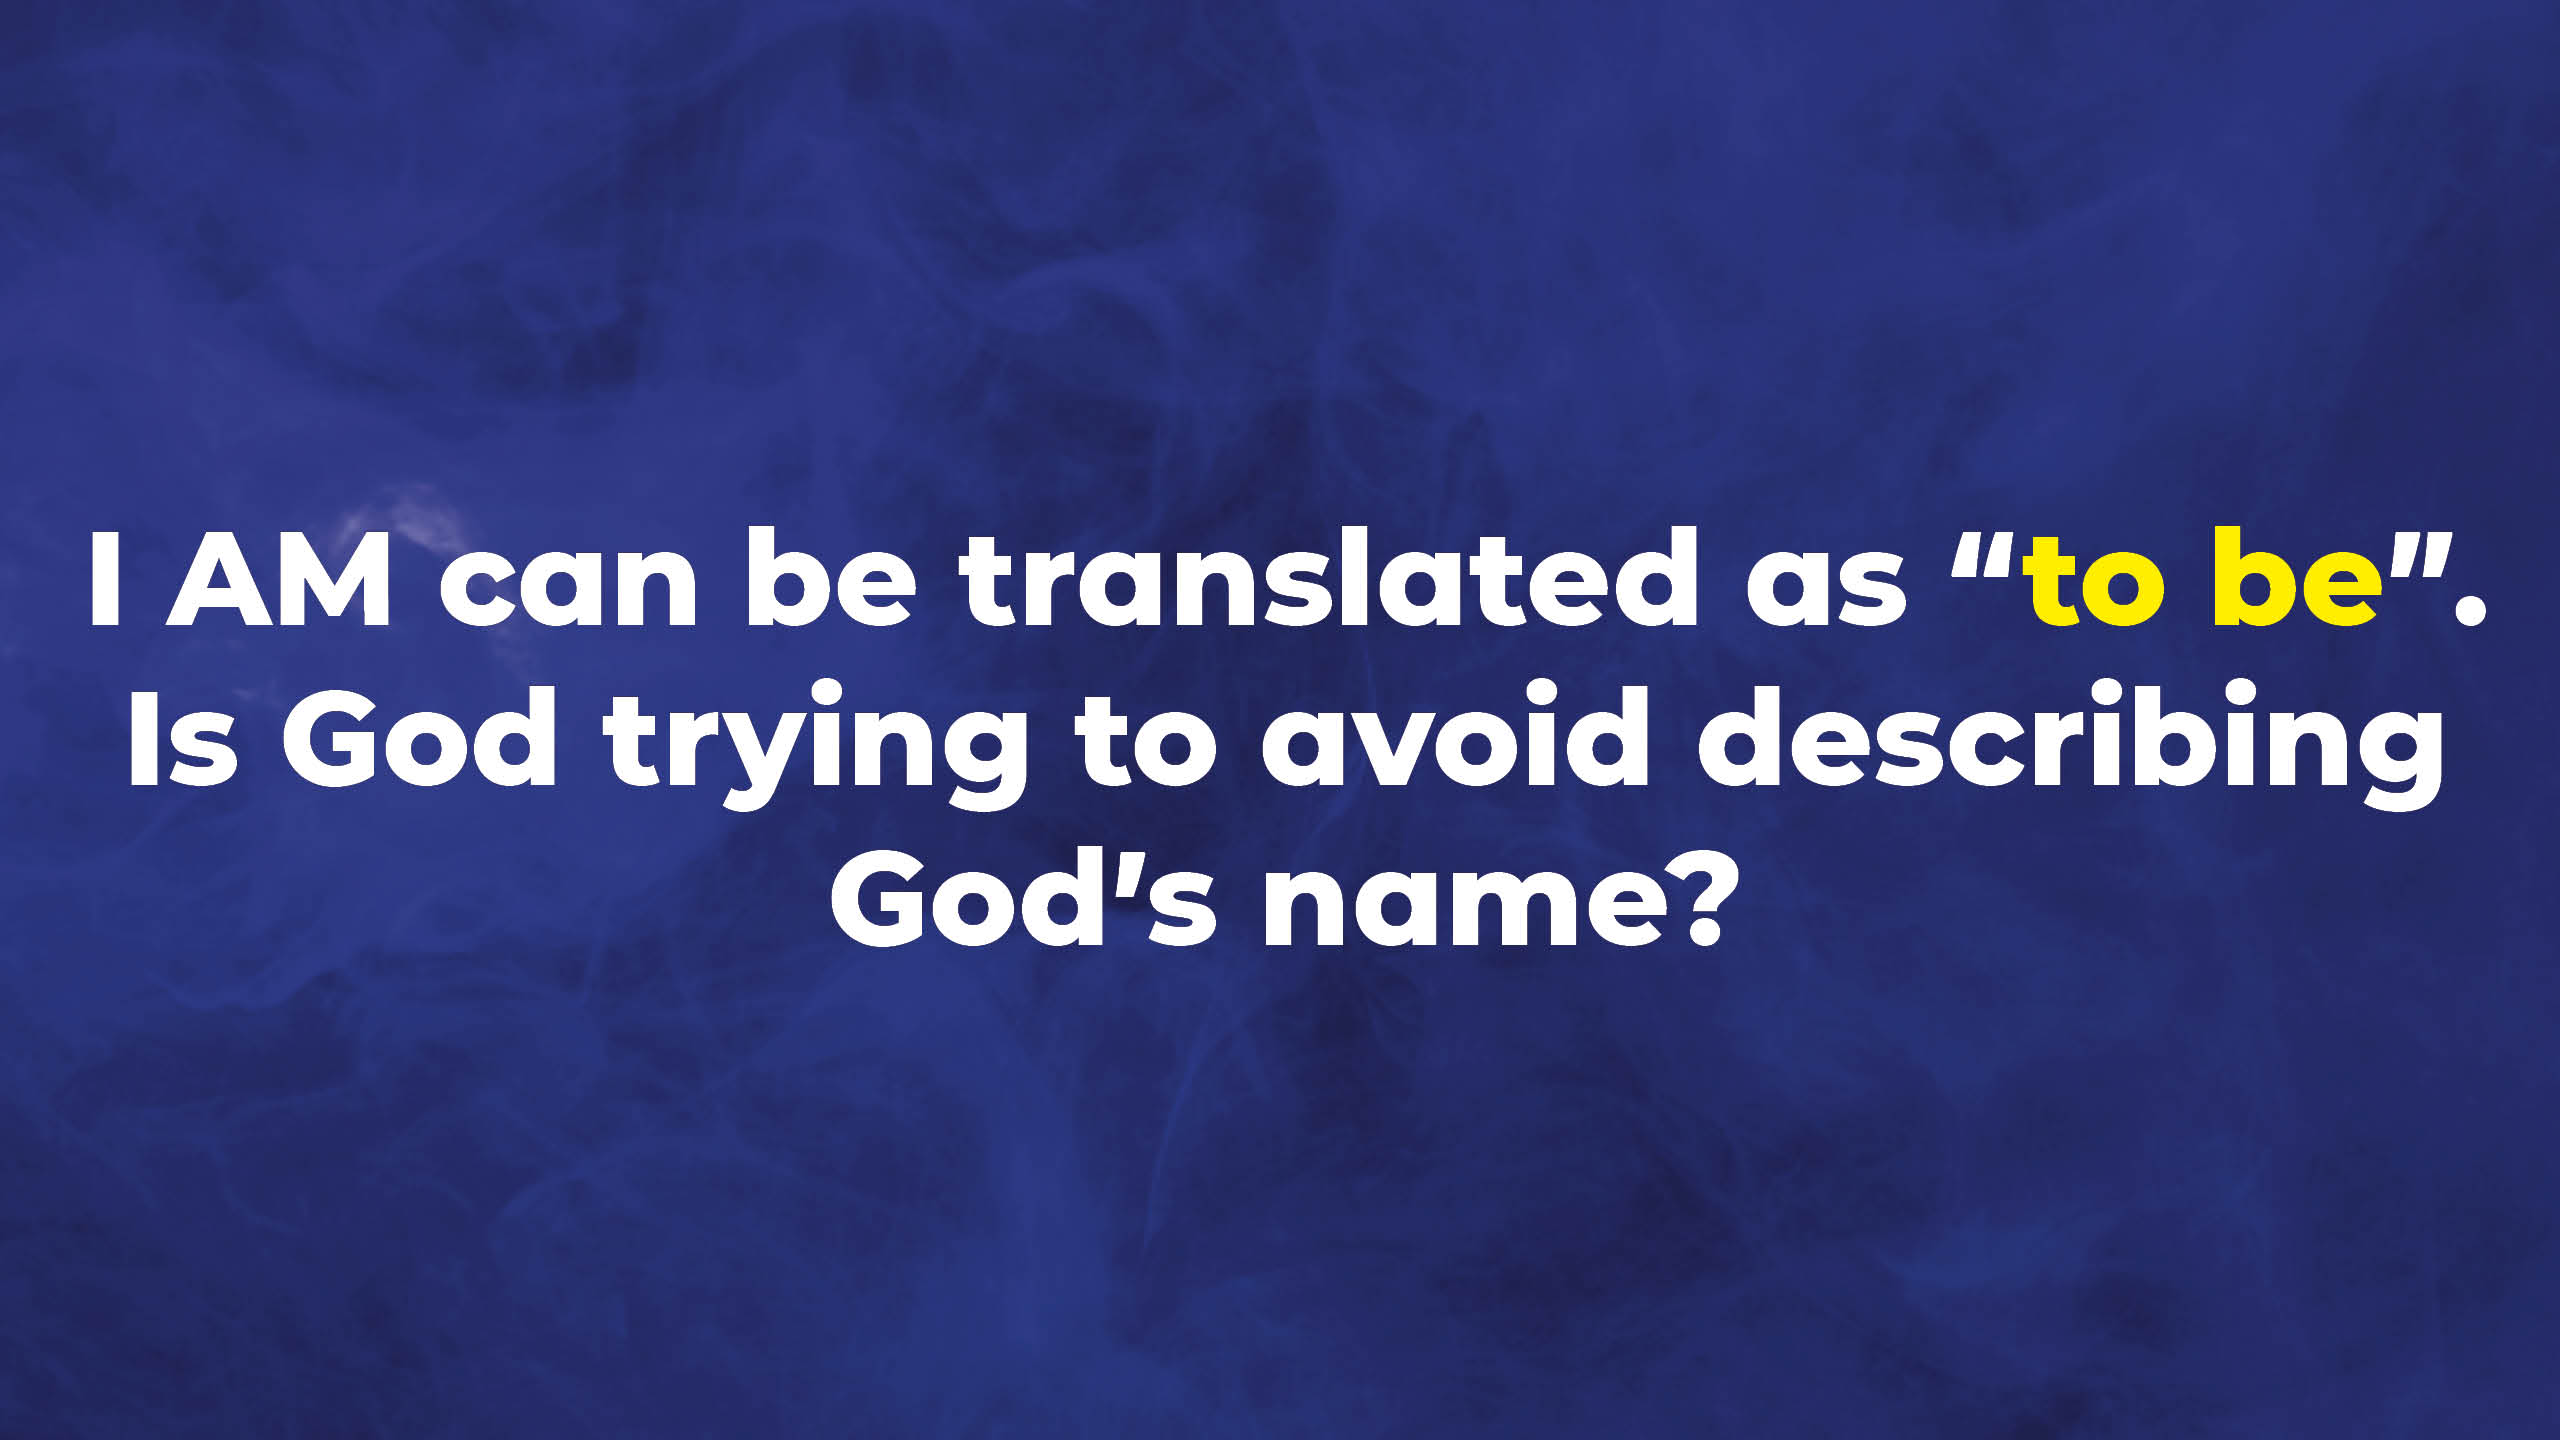 I AM can be translated as “to be”.
Is God trying to avoid describing
God’s name?